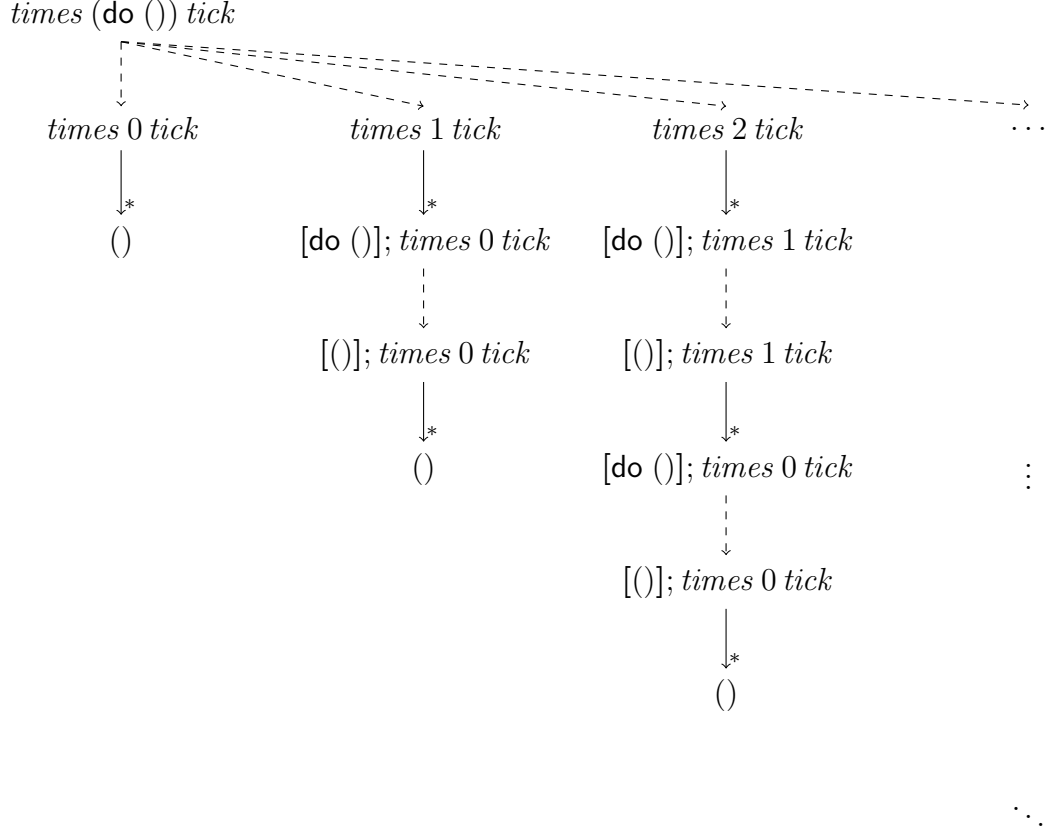 times (do ()) tick
times 0 tick times 1 tick times 2 tick ⋯
* * *
() [do ()]; times 0 tick [do ()]; times 1 tick
[()]; times 0 tick [()]; times 1 tick
* *
() [do ()]; times 0 tick ⋮
[()]; times 0 tick
*
()
⋱